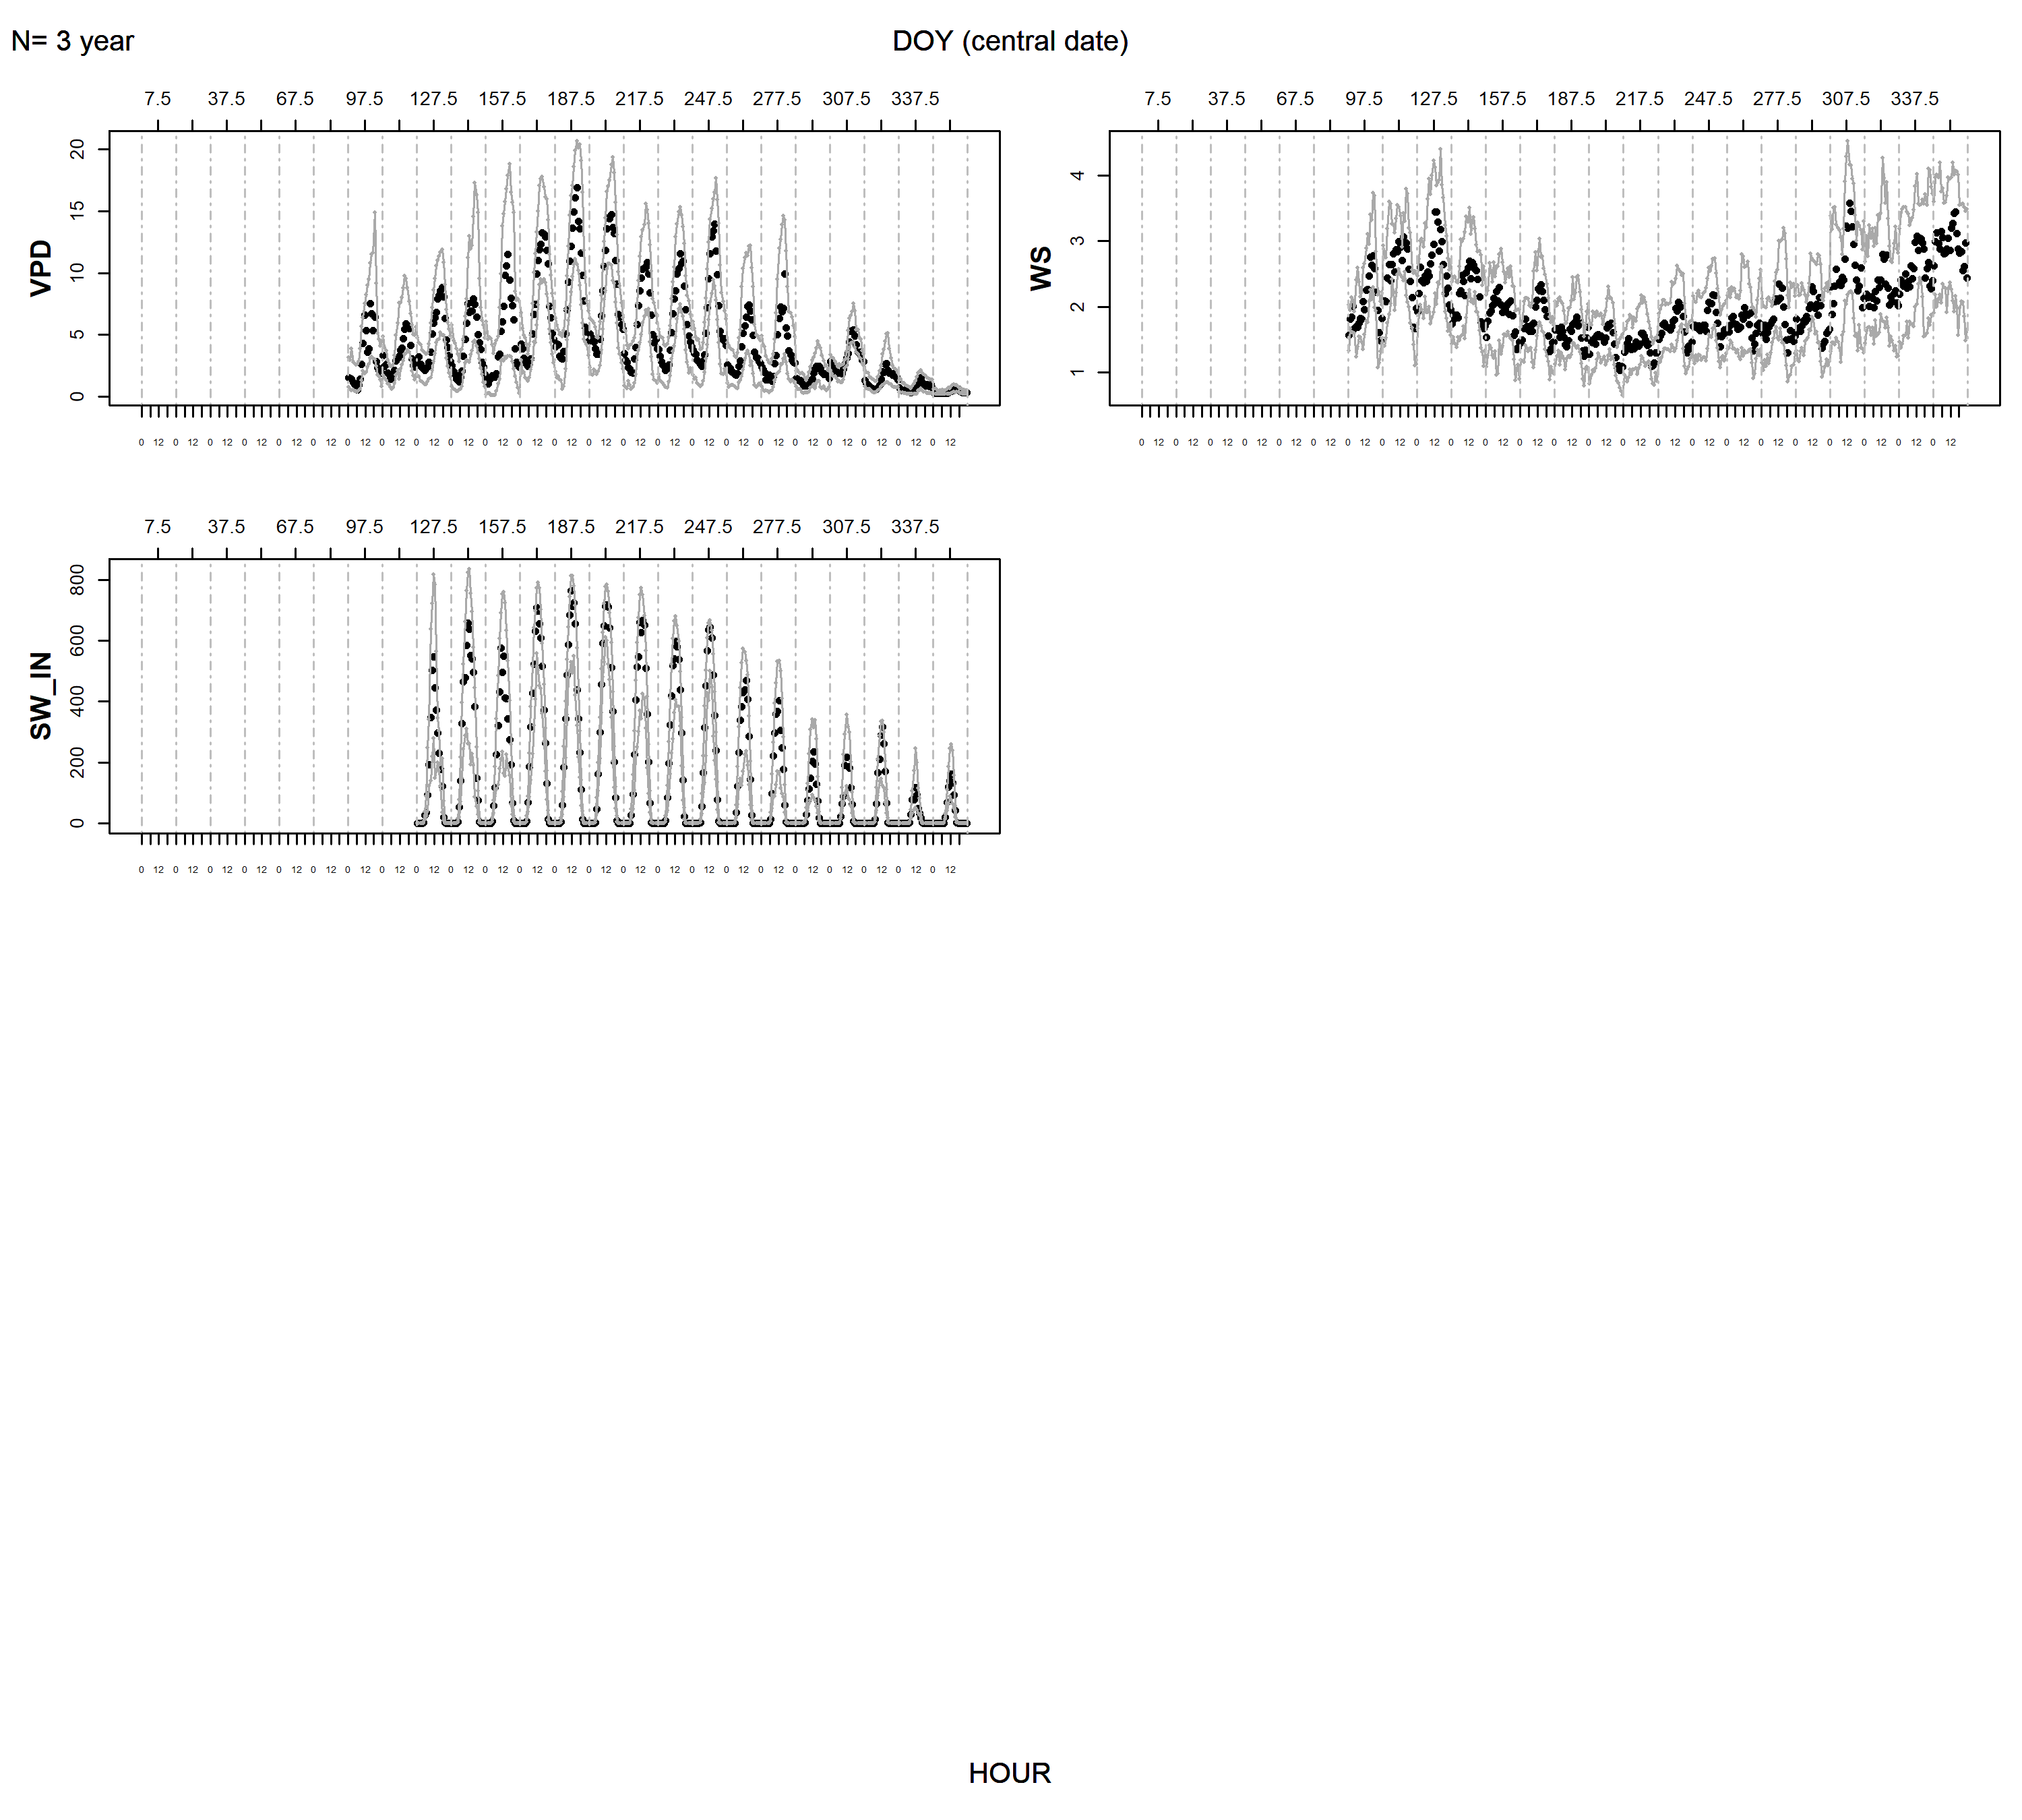 N= 3 year
DOY (central date)
7.5 37.5 67.5 97.5 127.5 157.5 187.5 217.5 247.5 277.5 307.5 337.5
VPD
20
15
10
5
0
0 12 0 12 0 12 0 12 0 12 0 12 0 12 0 12 0 12 0 12 0 12 0 12 0 12 0 12 0 12 0 12 0 12 0 12 0 12 0 12 0 12 0 12 0 12 0 12
7.5 37.5 67.5 97.5 127.5 157.5 187.5 217.5 247.5 277.5 307.5 337.5
WS
4
3
2
1
0 12 0 12 0 12 0 12 0 12 0 12 0 12 0 12 0 12 0 12 0 12 0 12 0 12 0 12 0 12 0 12 0 12 0 12 0 12 0 12 0 12 0 12 0 12 0 12
7.5 37.5 67.5 97.5 127.5 157.5 187.5 217.5 247.5 277.5 307.5 337.5
SW_IN
800
600
400
200
0
0 12 0 12 0 12 0 12 0 12 0 12 0 12 0 12 0 12 0 12 0 12 0 12 0 12 0 12 0 12 0 12 0 12 0 12 0 12 0 12 0 12 0 12 0 12 0 12
HOUR